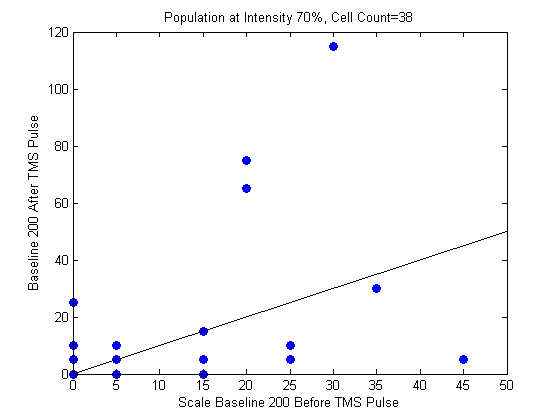 Population at Intensity 70%, Cell Count=38
120
100
80
60
40
20
0
Baseline 200 After TMS Pulse
0 5 10 15 20 25 30 35 40 45 50
Scale Baseline 200 Before TMS Pulse